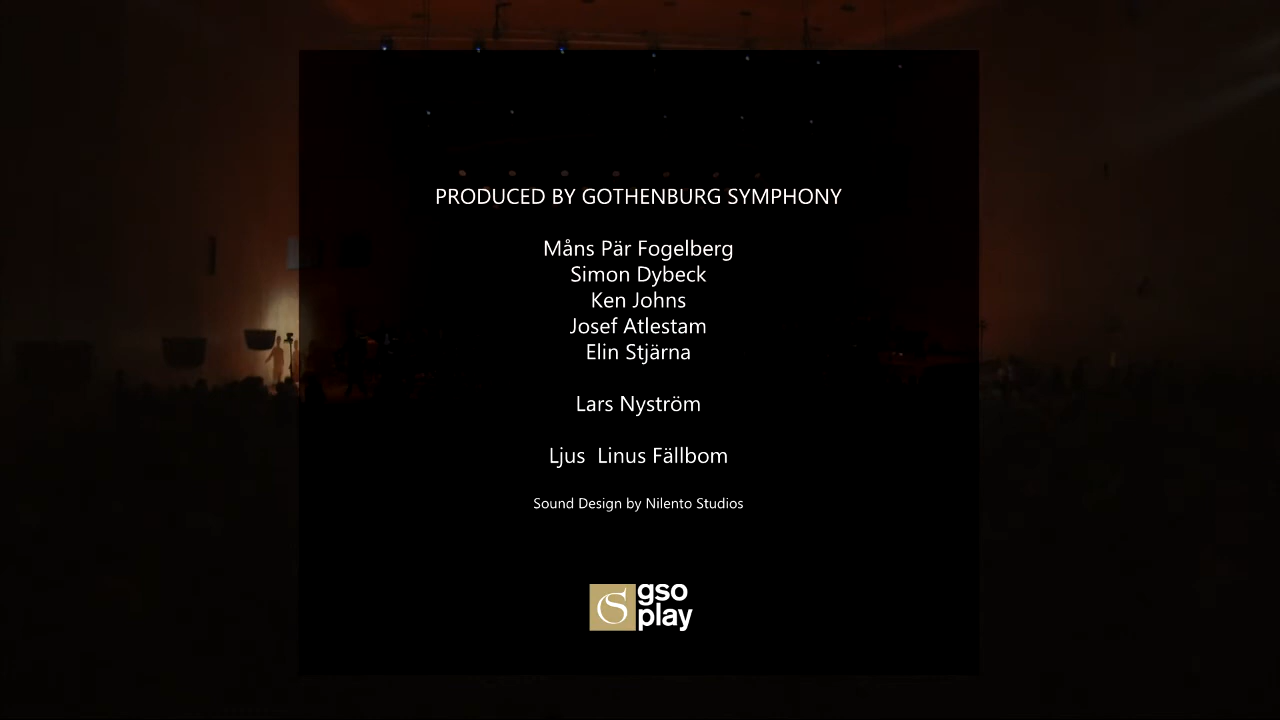 PRODUCED BY GOTHENBURG SYMPHONY
Måns Pär Fogelberg
Simon Dybeck
Ken Johns
Josef Atlestam
Elin Stjärna
Lars Nyström
Ljus  Linus Fällbom
Sound Design by Nilento Studios
gso
play